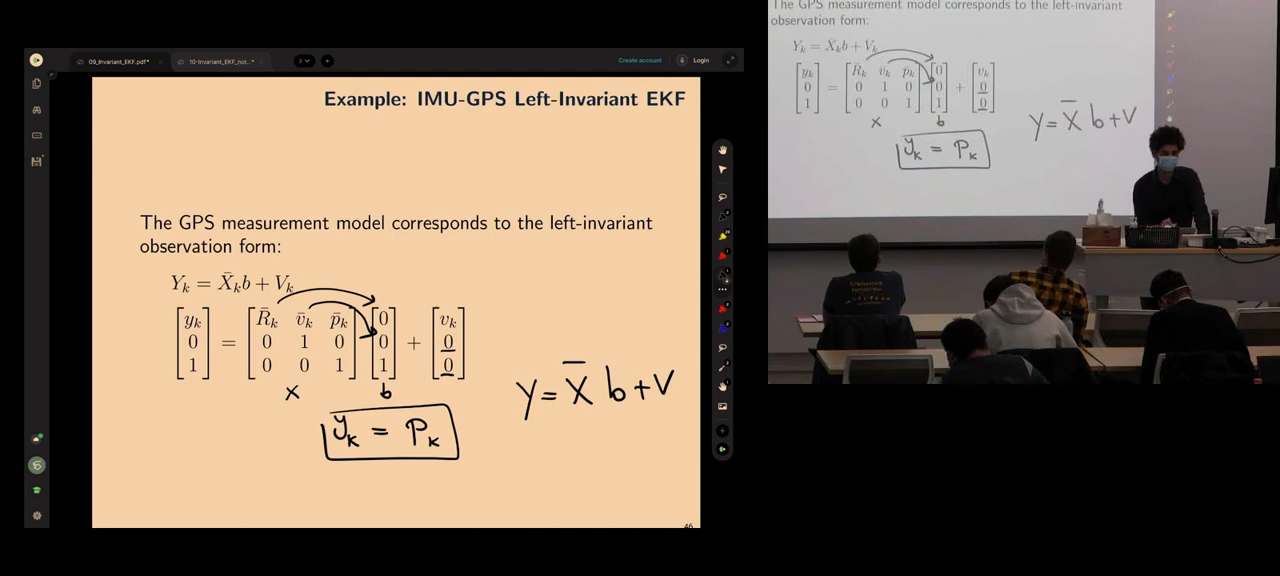 09_Invariant_EKF.pdf*
10-Invariant_EKF_not...*
2
Create account
Login
Example: IMU-GPS Left-Invariant EKF
The GPS measurement model corresponds to the left-invariant
observation form:
Y_k = X̄_k b + V_k
[y_k 0 1] = [R̄_k v̄_k p̄_k; 0 1 0; 0 0 1] [0 0 1] + [v_k 0 0]
X b
y_k = P_k
Y = X̄ b + V
46
The GPS measurement model corresponds to the left-invariant
observation form:
Y_k = X̄_k b + V_k
[y_k 0 1] = [R̄_k v̄_k p̄_k; 0 1 0; 0 0 1] [0 0 1] + [v_k 0 0]
X b
y_k = P_k
Y = X̄ b + V